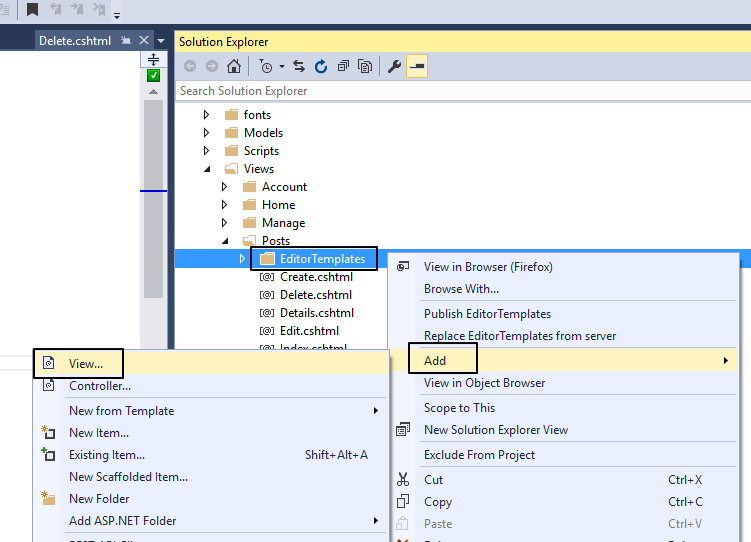 Delete.cshtml
Solution Explorer
Search Solution Explorer
fonts
Models
Scripts
Views
Account
Home
Manage
Posts
EditorTemplates
Create.cshtml
Delete.cshtml
Details.cshtml
Edit.cshtml
Index.cshtml
View in Browser (Firefox)
Browse With...
Publish EditorTemplates
Replace EditorTemplates from server
Add
View in Object Browser
Scope to This
New Solution Explorer View
Exclude From Project
Cut Ctrl+X
Copy Ctrl+C
Paste Ctrl+V
View...
Controller...
New from Template
New Item...
Existing Item... Shift+Alt+A
New Scaffolded Item...
New Folder
Add ASP.NET Folder